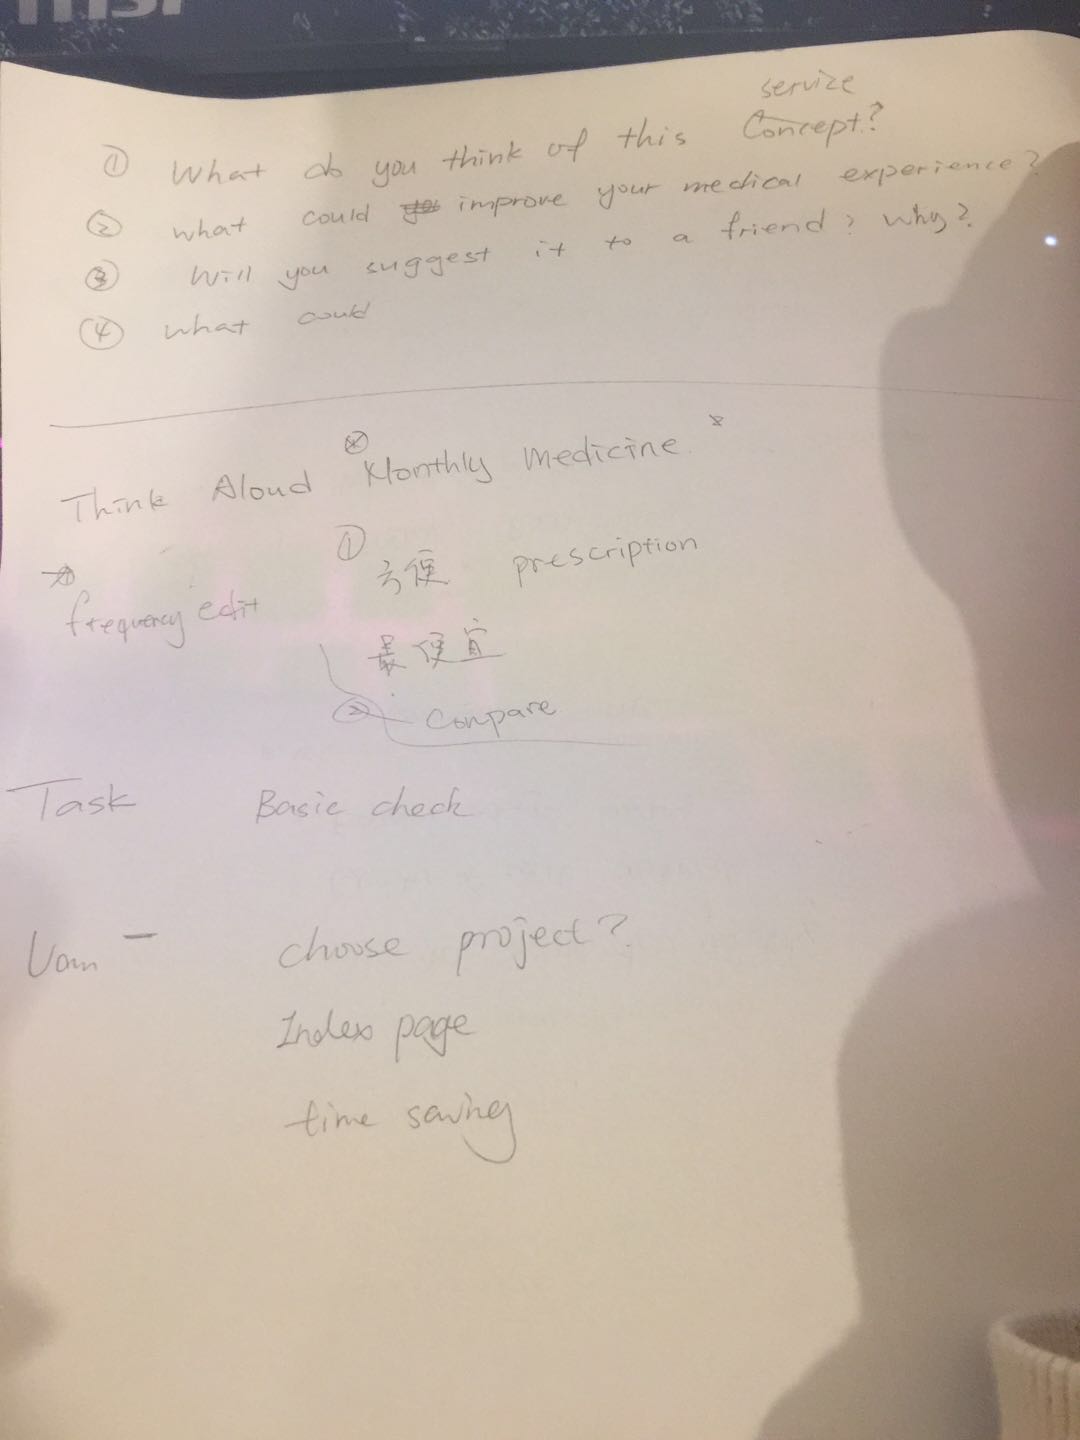 msi
service
① What do you think of this Concept?
② what could improve your medical experience?
③ Will you suggest it to a friend? why?
④ what could
Think Aloud Monthly Medicine
① 方便 prescription
frequency edit
最便宜
② Compare
Task Basic check
choose project?
Index page
time saving